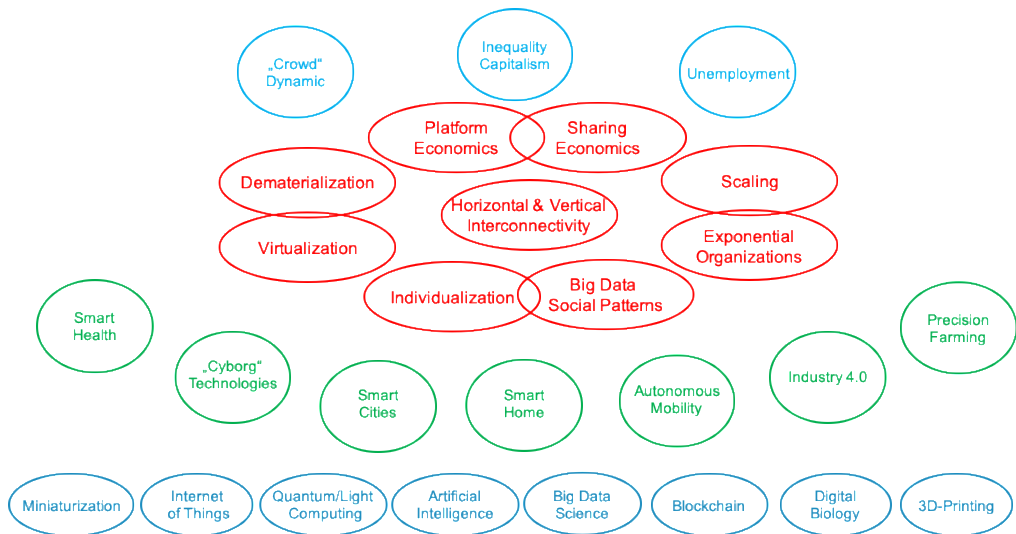 „Crowd“
Dynamic
Inequality
Capitalism
Unemployment
Platform
Economics
Sharing
Economics
Dematerialization
Scaling
Horizontal & Vertical
Interconnectivity
Virtualization
Exponential
Organizations
Individualization
Big Data
Social Patterns
Smart
Health
Precision
Farming
„Cyborg“
Technologies
Smart
Cities
Smart
Home
Autonomous
Mobility
Industry 4.0
Miniaturization
Internet
of Things
Quantum/Light
Computing
Artificial
Intelligence
Big Data
Science
Blockchain
Digital
Biology
3D-Printing